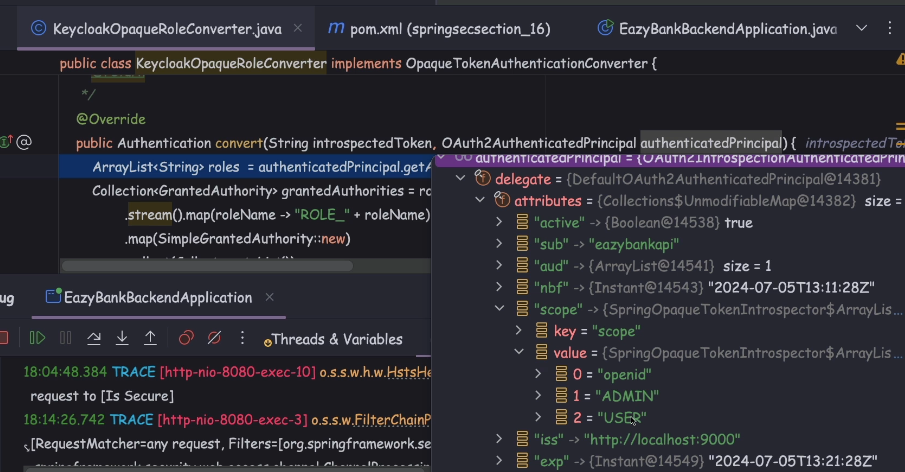 KeycloakOpaqueRoleConverter.java
pom.xml (springsecsection_16)
EazyBankBackendApplication.java
public class KeycloakOpaqueRoleConverter implements OpaqueTokenAuthenticationConverter {
*/
@Override
public Authentication convert(String introspectedToken, OAuth2AuthenticatedPrincipal authenticatedPrincipal) { introspectedTo
ArrayList<String> roles = authenticatedPrincipal.getA
Collection<GrantedAuthority> grantedAuthorities = ro
.stream().map(roleName -> "ROLE_" + roleName)
.map(SimpleGrantedAuthority::new)
authenticatedPrincipal = {OAuth2IntrospectionAuthenticatedPrin
delegate = {DefaultOAuth2AuthenticatedPrincipal@14381}
attributes = {Collections$UnmodifiableMap@14382} size =
"active" -> {Boolean@14538} true
"sub" -> "eazybankapi"
"aud" -> {ArrayList@14541} size = 1
"nbf" -> {Instant@14543} "2024-07-05T13:11:28Z"
"scope" -> {SpringOpaqueTokenIntrospector$ArrayLis...
key = "scope"
value = {SpringOpaqueTokenIntrospector$ArrayLis...
0 = "openid"
1 = "ADMIN"
2 = "USER"
"iss" -> "http://localhost:9000"
"exp" -> {Instant@14549} "2024-07-05T13:21:28Z"
ug
EazyBankBackendApplication
Threads & Variables
18:04:48.384 TRACE [http-nio-8080-exec-10] o.s.s.w.h.w.HstsHe
request to [Is Secure]
18:14:26.742 TRACE [http-nio-8080-exec-3] o.s.s.w.FilterChainP
[RequestMatcher=any request, Filters=[org.springframework.se